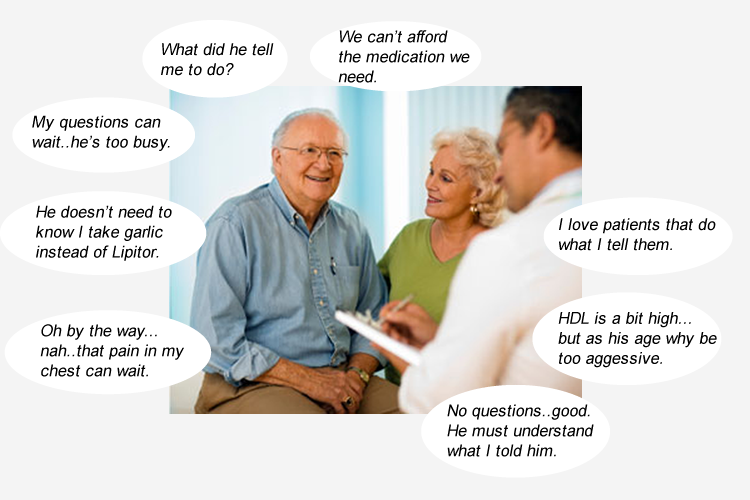 What did he tell
me to do?
We can't afford
the medication we
need.
My questions can
wait..he's too busy.
He doesn't need to
know I take garlic
instead of Lipitor.
Oh by the way...
nah..that pain in my
chest can wait.
I love patients that do
what I tell them.
HDL is a bit high...
but as his age why be
too aggessive.
No questions..good.
He must understand
what I told him.